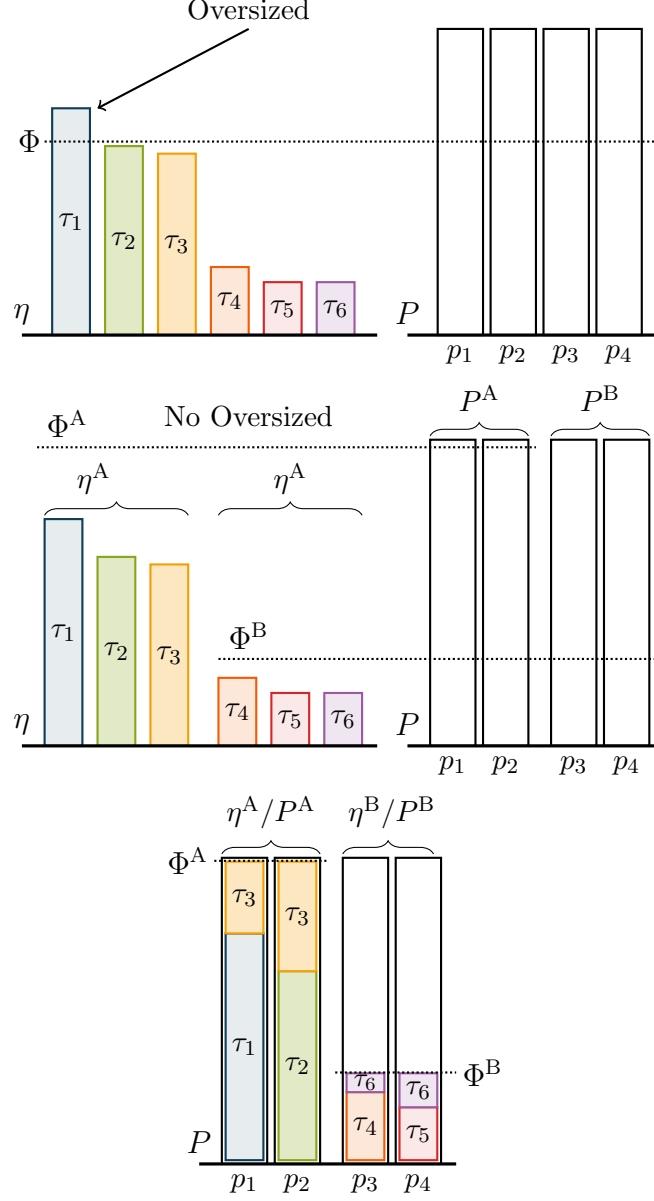 Oversized
Φ
τ₁ τ₂ τ₃ τ₄ τ₅ τ₆
η P
p₁ p₂ p₃ p₄
Φᴬ No Oversized Pᴬ Pᴮ
ηᴬ ηᴬ
Φᴮ
τ₁ τ₂ τ₃ τ₄ τ₅ τ₆
η P
p₁ p₂ p₃ p₄
ηᴬ/Pᴬ ηᴮ/Pᴮ
Φᴬ
τ₃ τ₃
τ₁ τ₂
Φᴮ
τ₆ τ₆
τ₄ τ₅
P
p₁ p₂ p₃ p₄